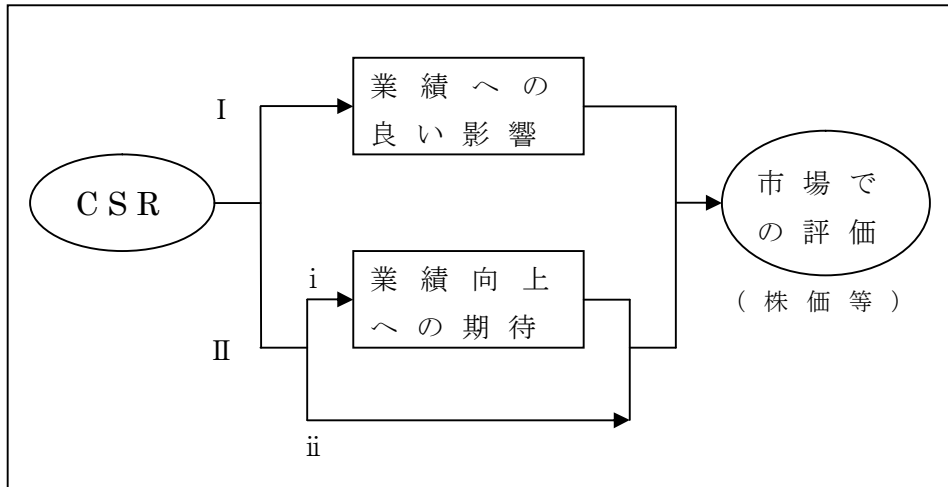 Ⅰ
業績への
良い影響
CSR
市場で
の評価
(株価等)
ⅰ
業績向上
への期待
Ⅱ
ⅱ